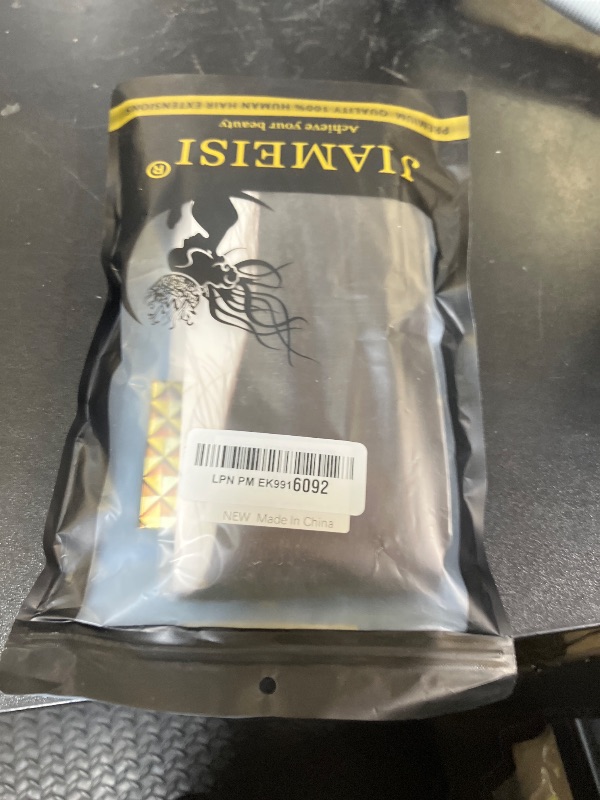 PREMIUM QUALITY 100% HUMAN HAIR EXTENSIONS
Achieve your beauty
JIAMEISI®
LPN PM EK9916092
NEW Made In China